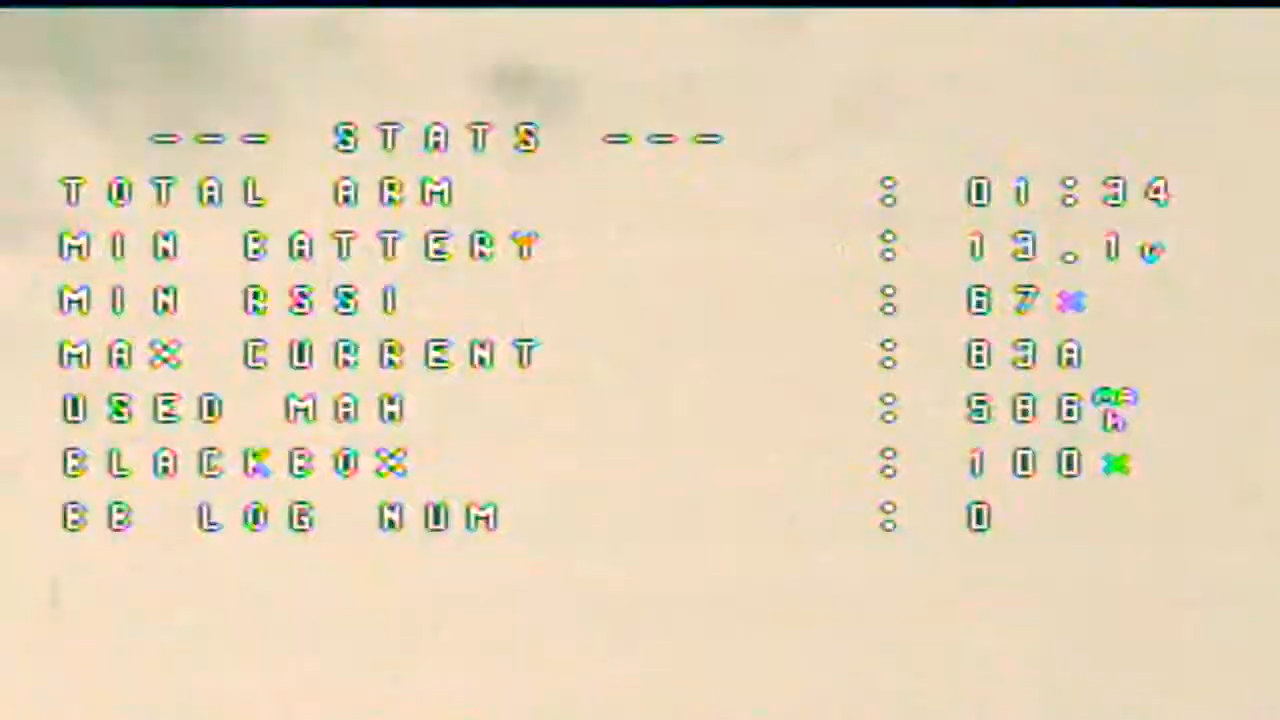 --- STATS ---
TOTAL ARM : 01:34
MIN BATTERY : 13.1V
MIN RSSI : 67%
MAX CURRENT : 83A
USED MAH : 586mAh
BLACKBOX : 100%
BB LOG NUM : 0